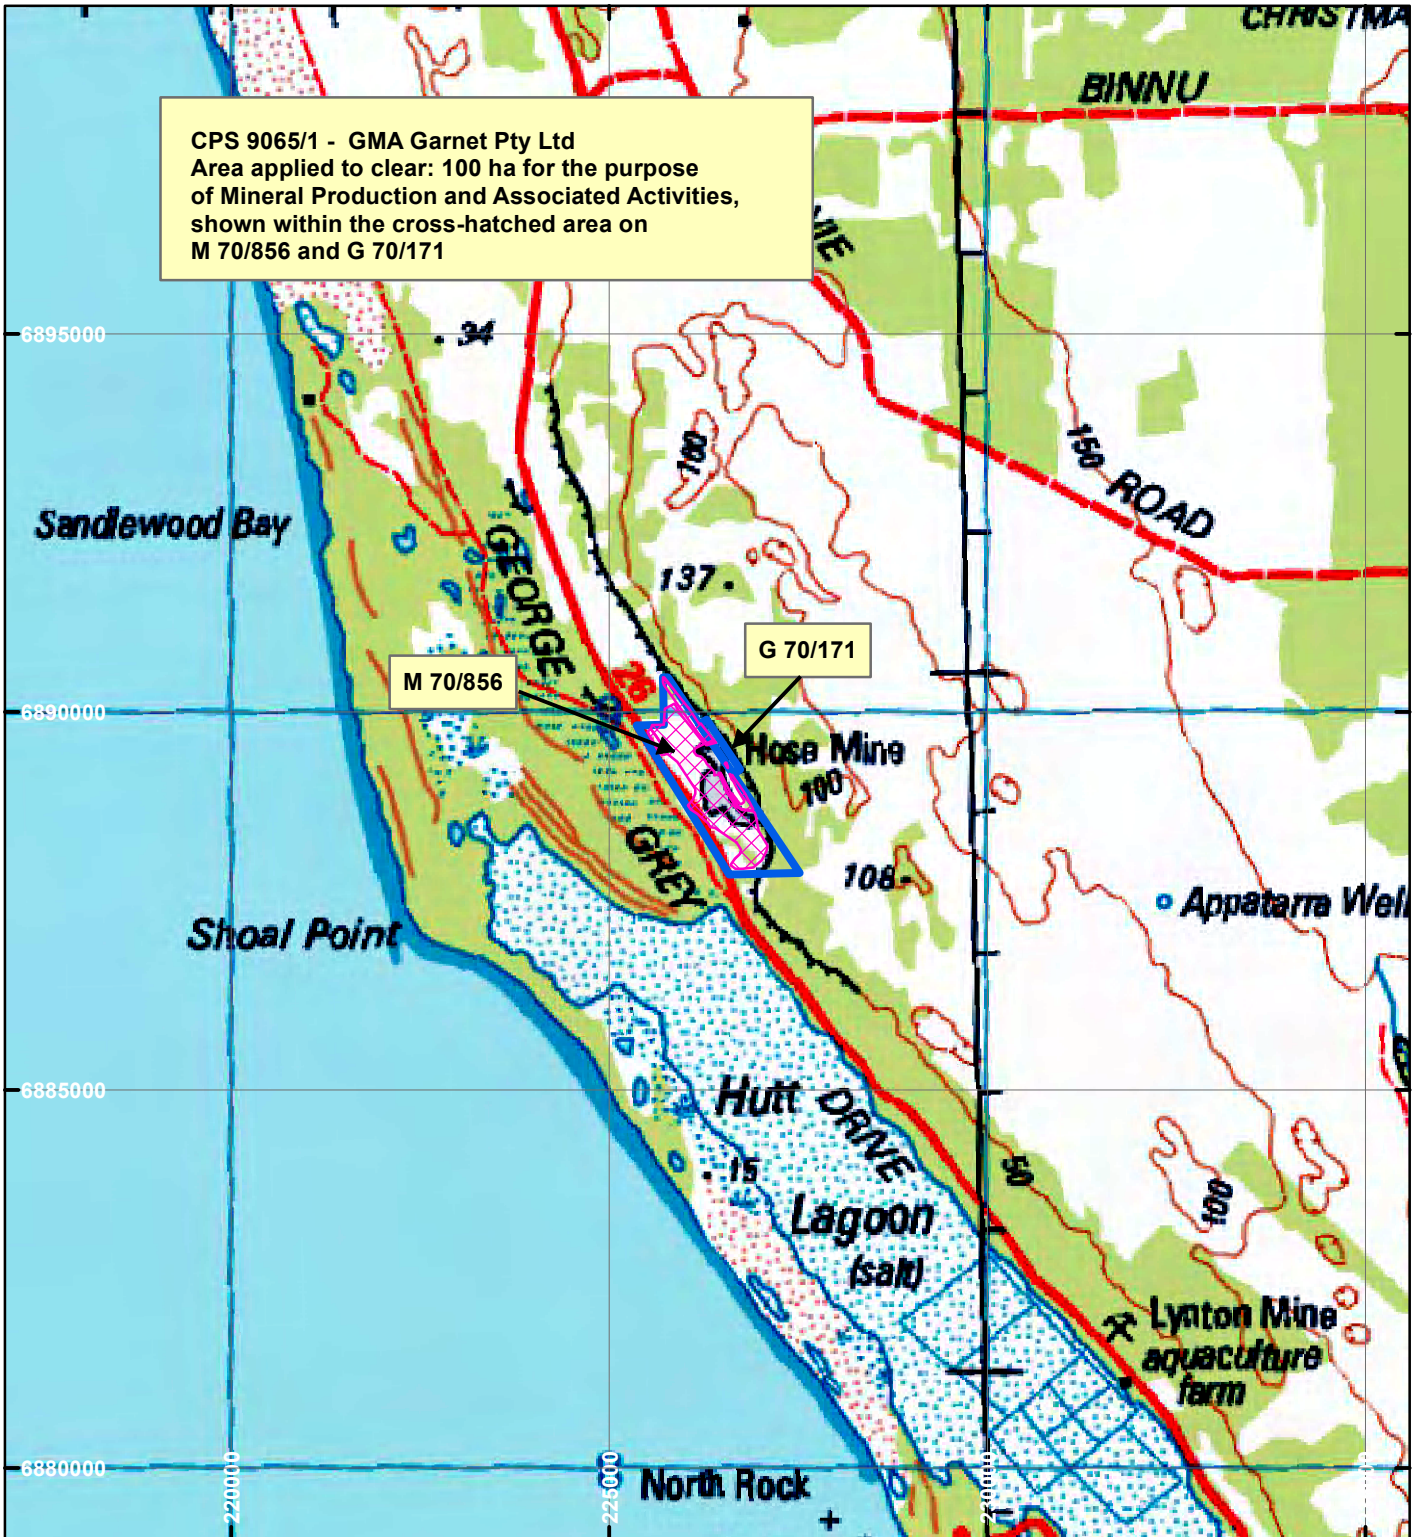 BINNU
CPS 9065/1 - GMA Garnet Pty Ltd
Area applied to clear: 100 ha for the purpose
of Mineral Production and Associated Activities,
shown within the cross-hatched area on
M 70/856 and G 70/171
6895000
34
180
150
ROAD
Sandlewood Bay
GEORGE
137
G 70/171
M 70/856
26
6890000
Hose Mine
100
GREY
108
Appatarra Well
Shoal Point
6885000
Hutt
DRIVE
15
50
100
Lagoon
(salt)
Lynton Mine
aquaculture
farm
6880000
220000
225000
North Rock